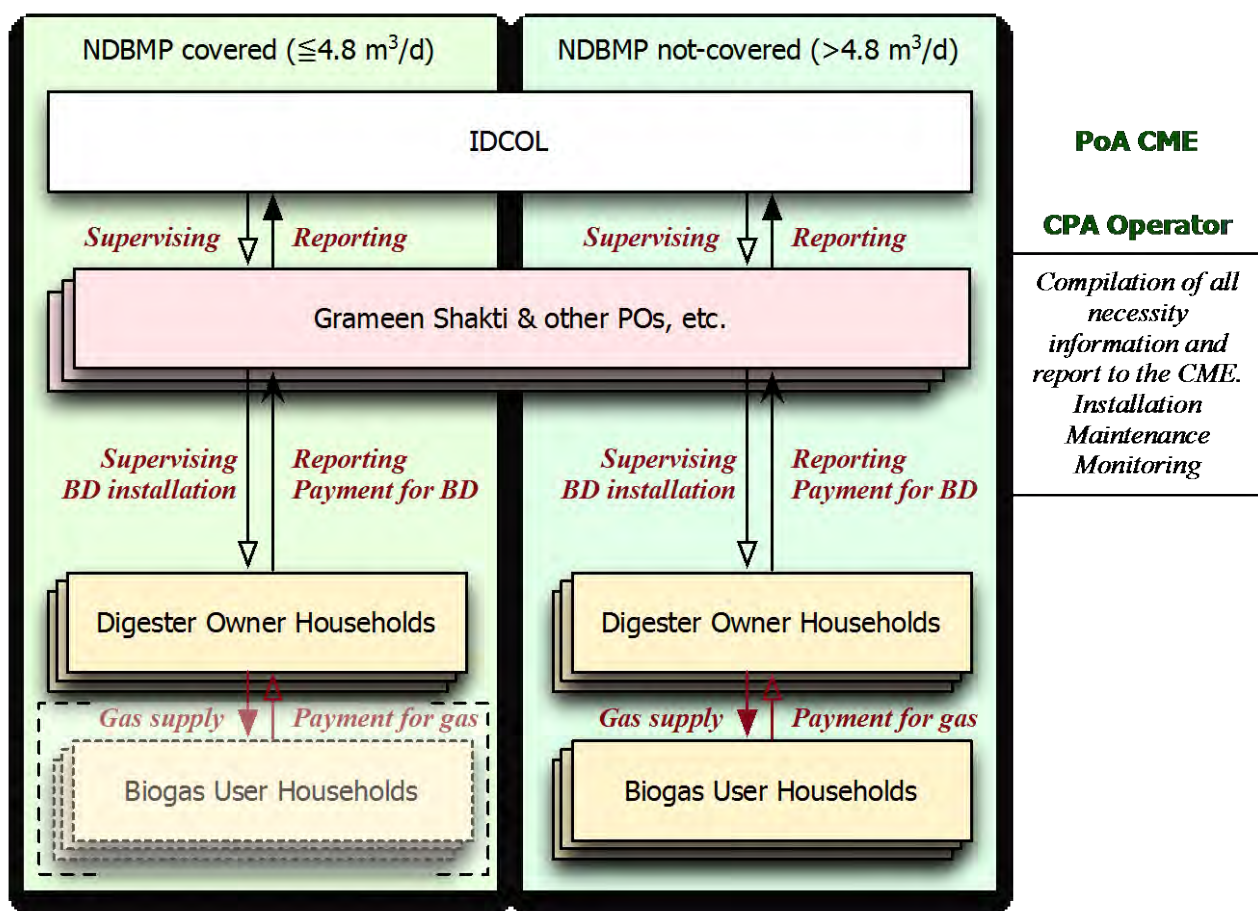 NDBMP covered (≦4.8 m³/d)
NDBMP not-covered (>4.8 m³/d)
IDCOL
PoA CME
Supervising
Reporting
Supervising
Reporting
CPA Operator
Grameen Shakti & other POs, etc.
Compilation of all
necessity
information and
report to the CME.
Installation
Maintenance
Monitoring
Supervising
BD installation
Reporting
Payment for BD
Supervising
BD installation
Reporting
Payment for BD
Digester Owner Households
Digester Owner Households
Gas supply
Payment for gas
Gas supply
Payment for gas
Biogas User Households
Biogas User Households